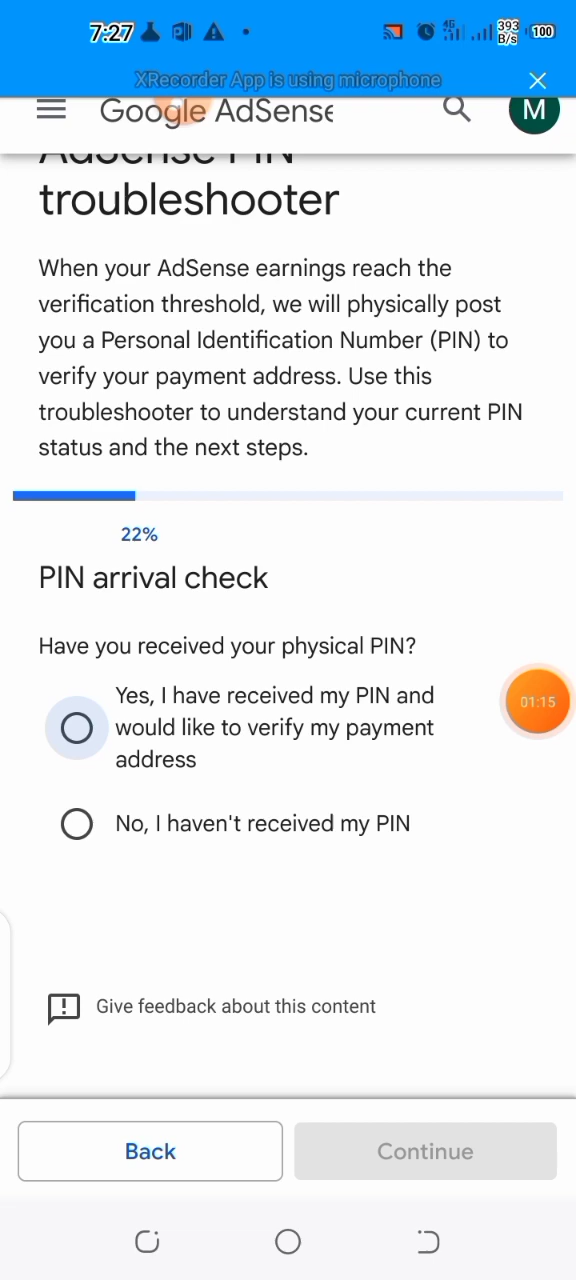 7:27 4G 393 B/s 100
XRecorder App is using microphone
Google AdSense M
AdSense PIN
troubleshooter
When your AdSense earnings reach the
verification threshold, we will physically post
you a Personal Identification Number (PIN) to
verify your payment address. Use this
troubleshooter to understand your current PIN
status and the next steps.
22%
PIN arrival check
Have you received your physical PIN?
Yes, I have received my PIN and
would like to verify my payment
address
01:15
No, I haven't received my PIN
Give feedback about this content
Back Continue